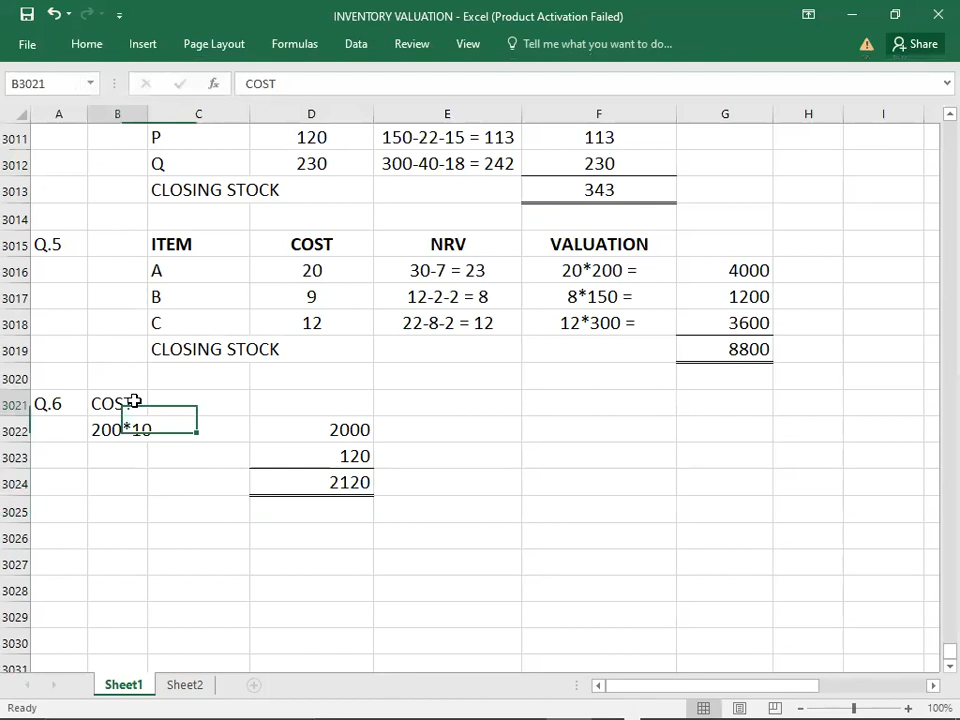 INVENTORY VALUATION - Excel (Product Activation Failed)
File Home Insert Page Layout Formulas Data Review View Tell me what you want to do... Share
B3021 fx COST
A B C D E F G H I
3011 P 120 150-22-15 = 113 113
3012 Q 230 300-40-18 = 242 230
3013 CLOSING STOCK 343
3014
3015 Q.5 ITEM COST NRV VALUATION
3016 A 20 30-7 = 23 20*200 = 4000
3017 B 9 12-2-2 = 8 8*150 = 1200
3018 C 12 22-8-2 = 12 12*300 = 3600
3019 CLOSING STOCK 8800
3020
3021 Q.6 COST
3022 200*10 2000
3023 120
3024 2120
3025
3026
3027
3028
3029
3030
3031
Sheet1 Sheet2
Ready 100%